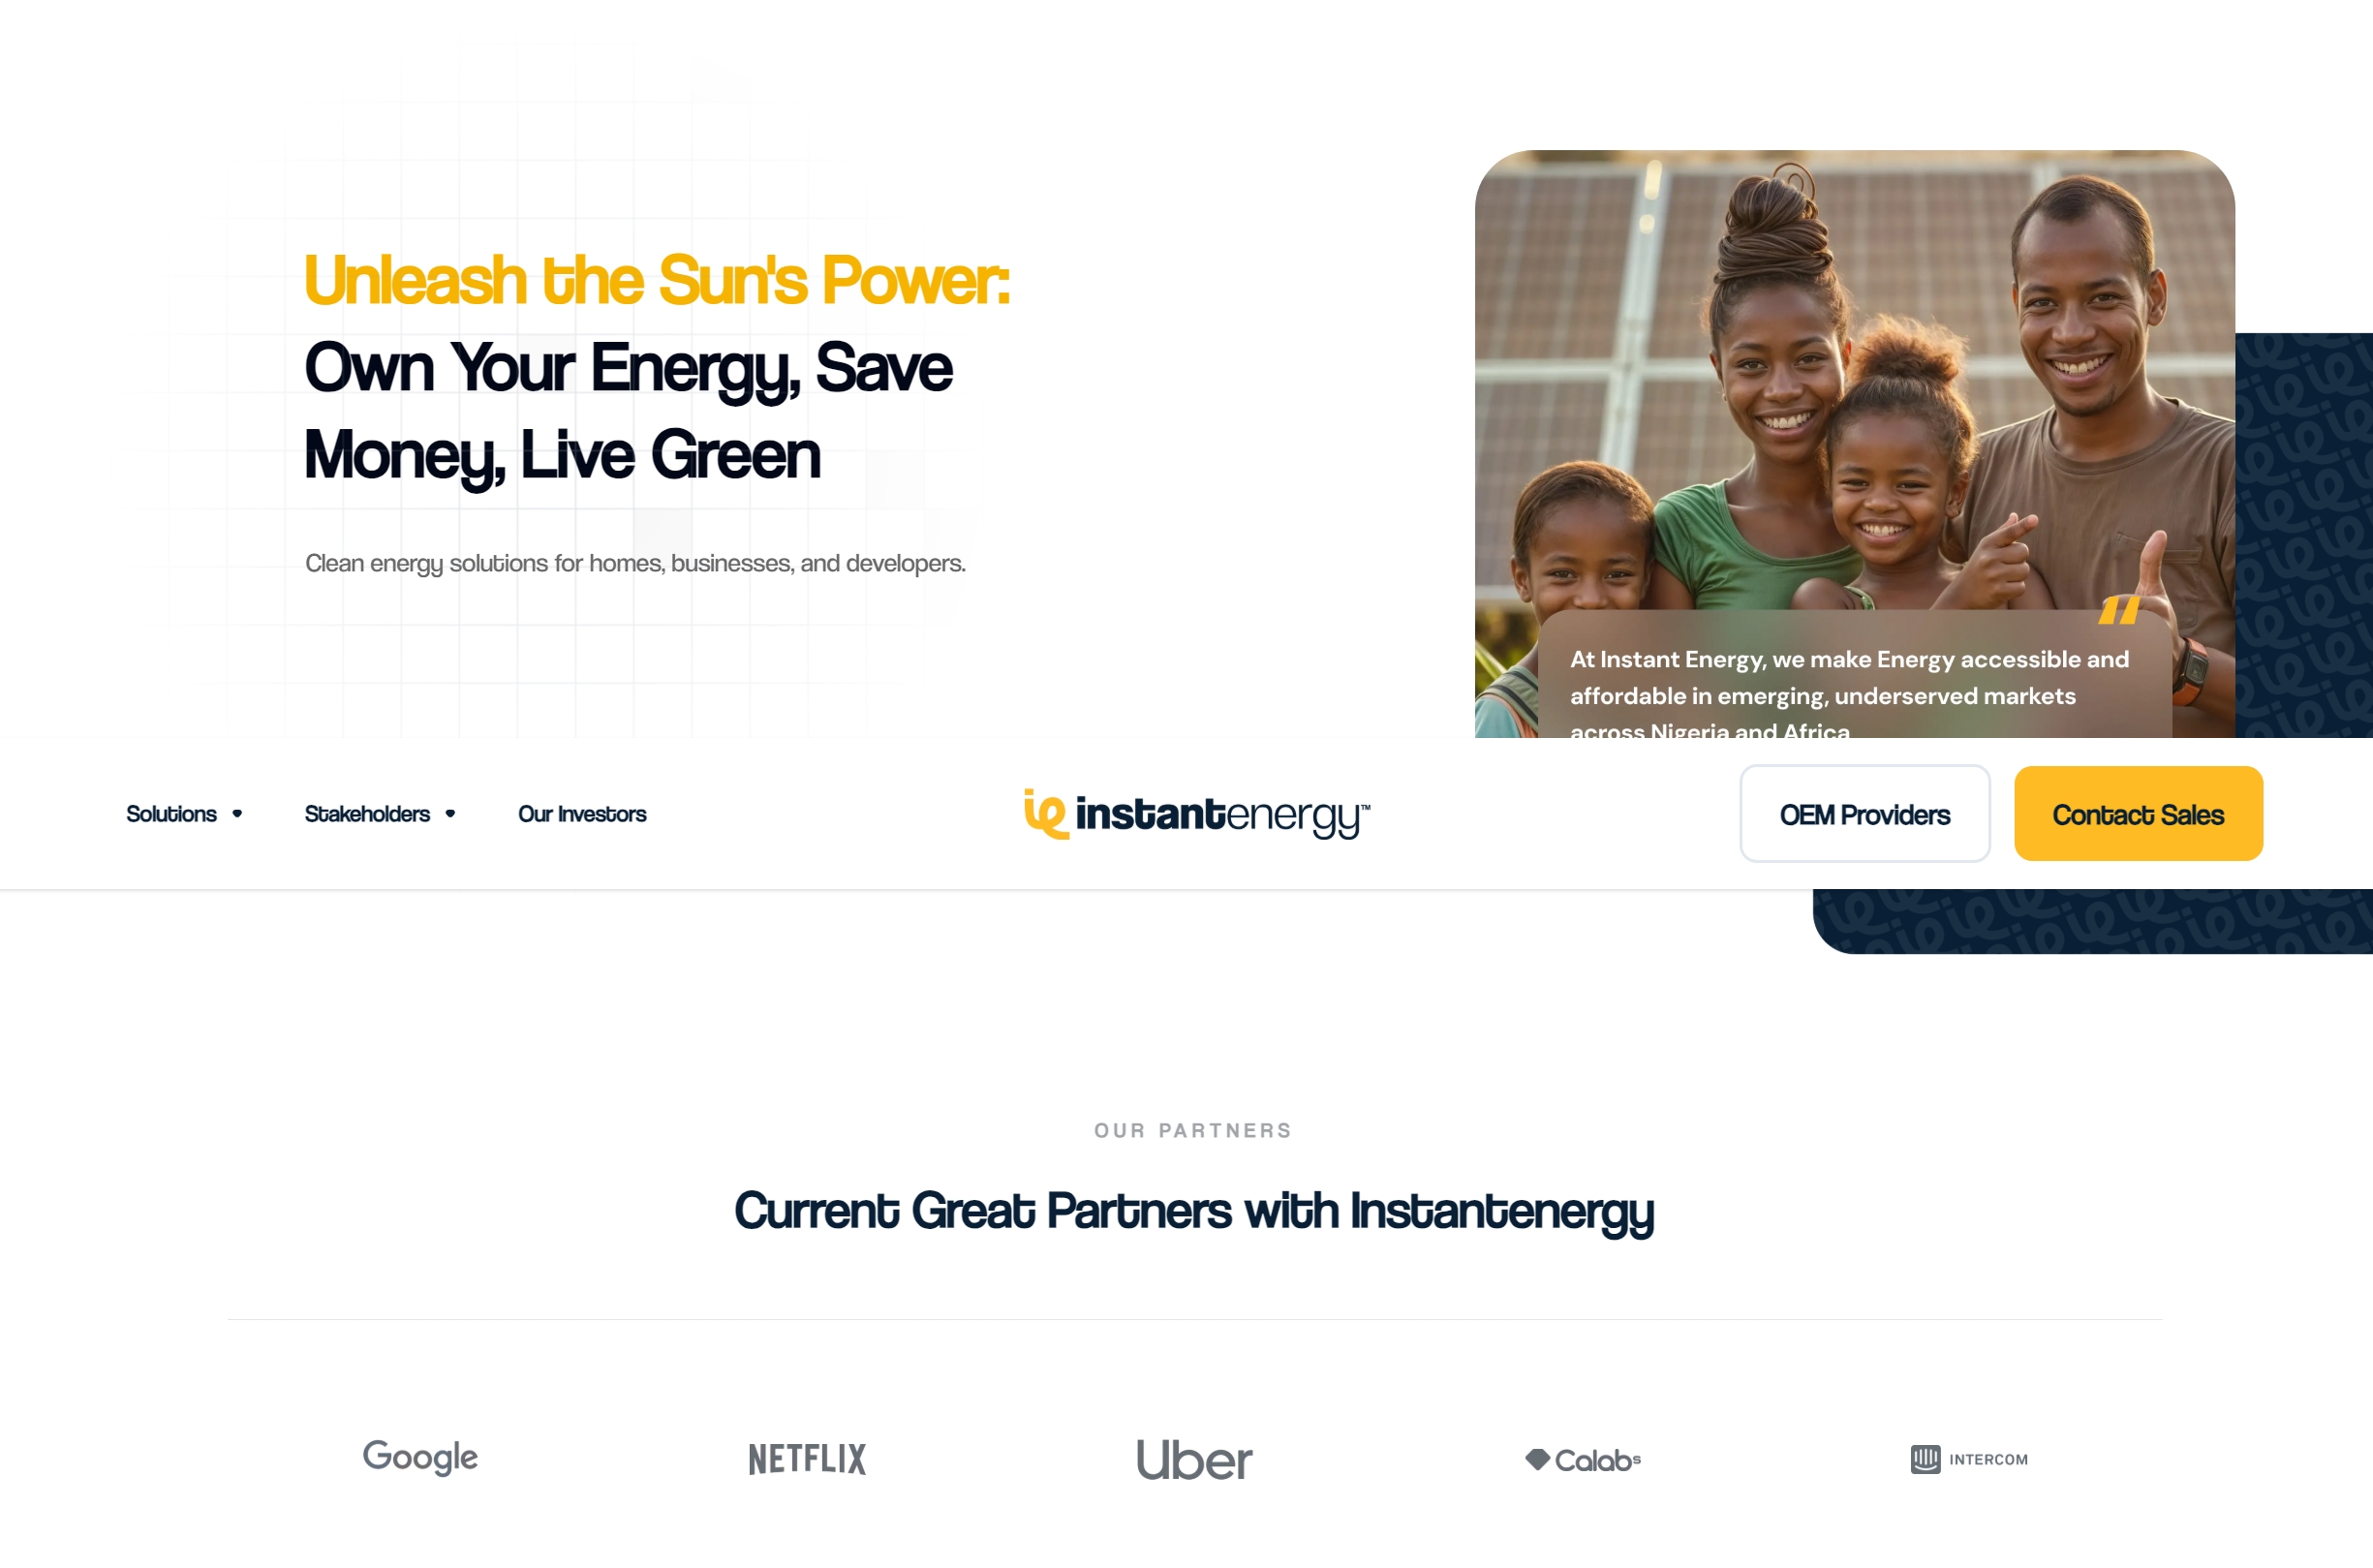 Unleash the Sun's Power:
Own Your Energy, Save
Money, Live Green
Clean energy solutions for homes, businesses, and developers.
At Instant Energy, we make Energy accessible and
affordable in emerging, underserved markets
across Nigeria and Africa
Solutions
Stakeholders
Our Investors
ie instantenergy™
OEM Providers
Contact Sales
OUR PARTNERS
Current Great Partners with Instantenergy
Google
NETFLIX
Uber
Calabs
INTERCOM